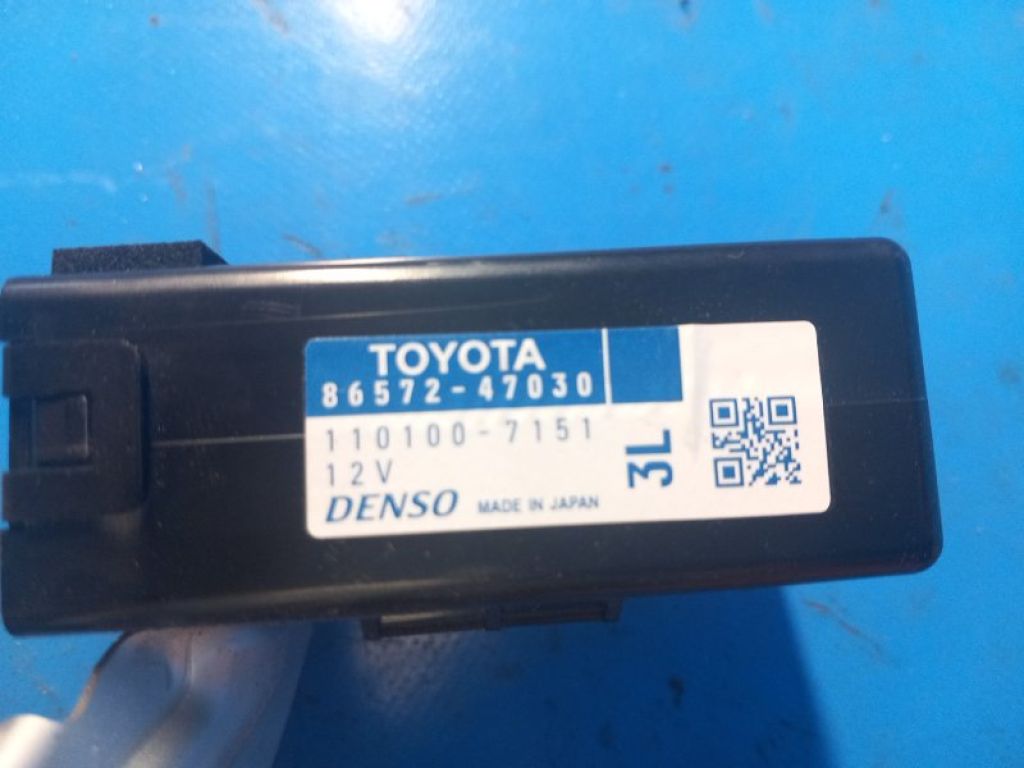 TOYOTA
86572-47030
110100-7151
12V
DENSO MADE IN JAPAN
3L